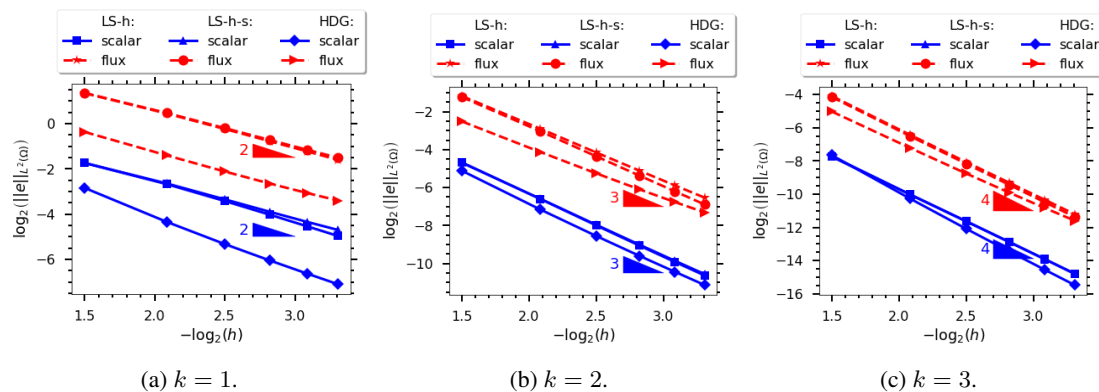 LS-h: LS-h-s: HDG:
scalar scalar scalar
flux flux flux
log₂(||e||_{L²(Ω)})
0
−2
−4
−6
2
2
1.5 2.0 2.5 3.0
−log₂(h)
(a) k = 1.
LS-h: LS-h-s: HDG:
scalar scalar scalar
flux flux flux
log₂(||e||_{L²(Ω)})
−2
−4
−6
−8
−10
3
3
1.5 2.0 2.5 3.0
−log₂(h)
(b) k = 2.
LS-h: LS-h-s: HDG:
scalar scalar scalar
flux flux flux
log₂(||e||_{L²(Ω)})
−4
−6
−8
−10
−12
−14
−16
4
4
1.5 2.0 2.5 3.0
−log₂(h)
(c) k = 3.